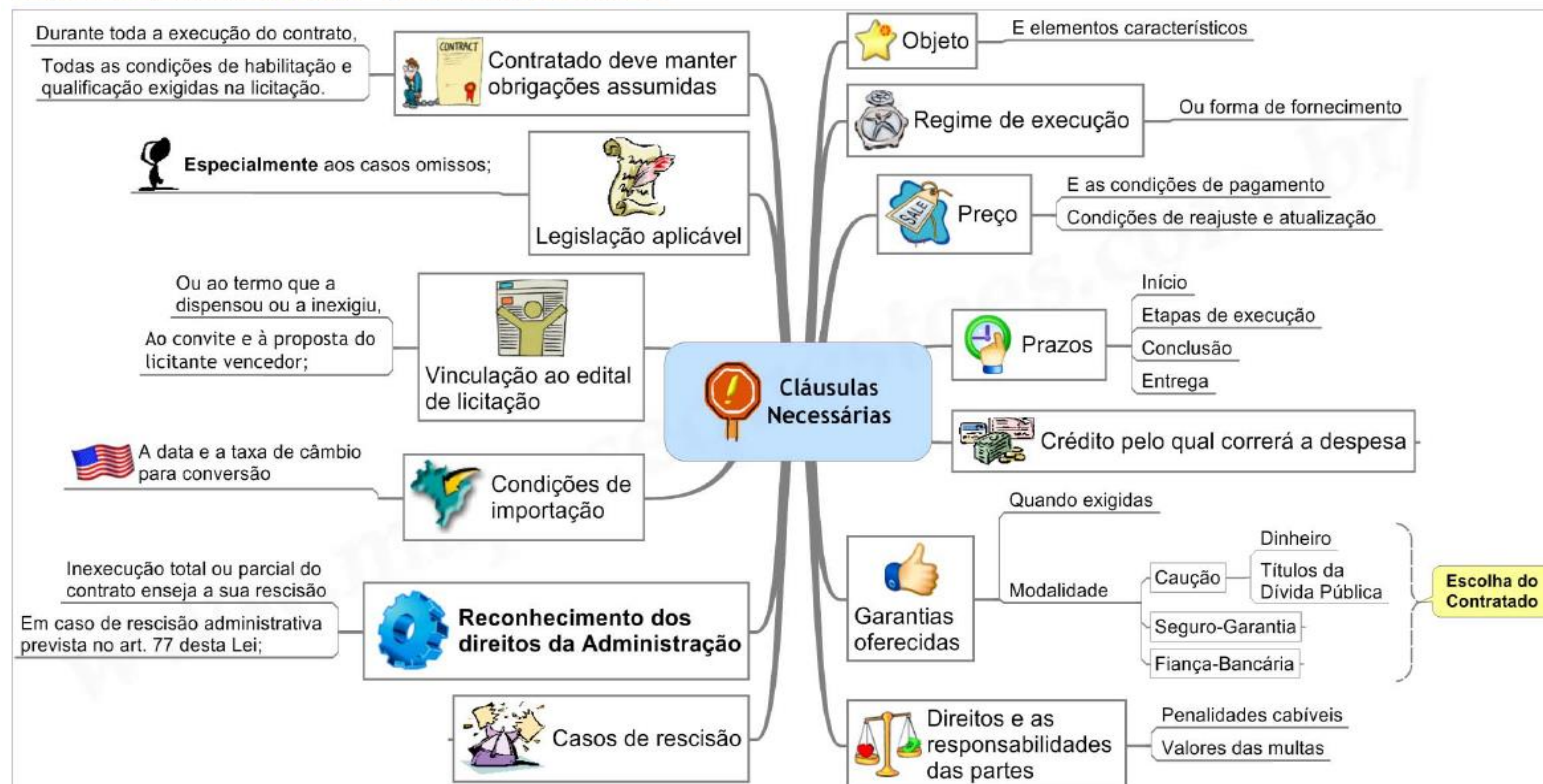 Cláusulas
Necessárias
Objeto
E elementos característicos
Regime de execução
Ou forma de fornecimento
SALE
Preço
E as condições de pagamento
Condições de reajuste e atualização
Prazos
Início
Etapas de execução
Conclusão
Entrega
Crédito pelo qual correrá a despesa
Garantias
oferecidas
Quando exigidas
Modalidade
Caução
Dinheiro
Títulos da
Dívida Pública
Seguro-Garantia
Fiança-Bancária
Escolha do
Contratado
Direitos e as
responsabilidades
das partes
Penalidades cabíveis
Valores das multas
CONTRACT
Contratado deve manter
obrigações assumidas
Durante toda a execução do contrato,
Todas as condições de habilitação e
qualificação exigidas na licitação.
Legislação aplicável
Especialmente aos casos omissos;
Vinculação ao edital
de licitação
Ou ao termo que a
dispensou ou a inexigiu,
Ao convite e à proposta do
licitante vencedor;
Condições de
importação
A data e a taxa de câmbio
para conversão
Reconhecimento dos
direitos da Administração
Inexecução total ou parcial do
contrato enseja a sua rescisão
Em caso de rescisão administrativa
prevista no art. 77 desta Lei;
Casos de rescisão